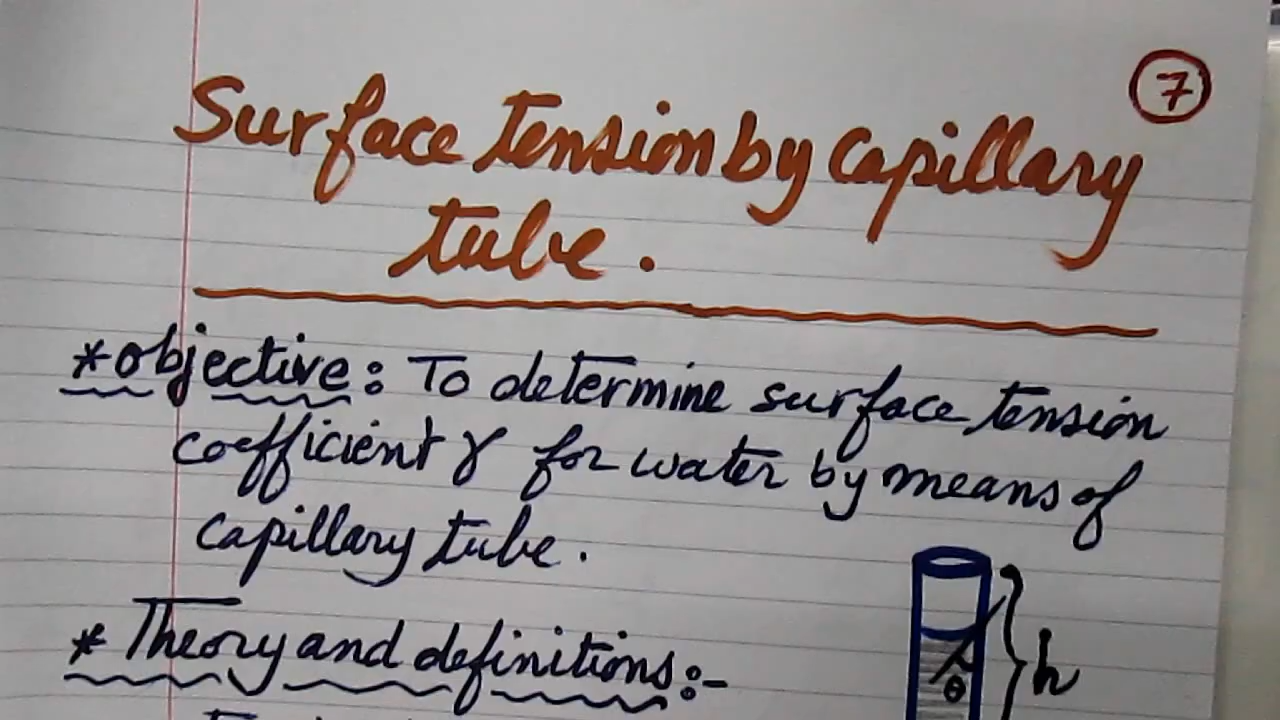 7
Surface tension by capillary
tube.
*objective: To determine surface tension
coefficient γ for water by means of
capillary tube.
* Theory and definitions:-
h
θ